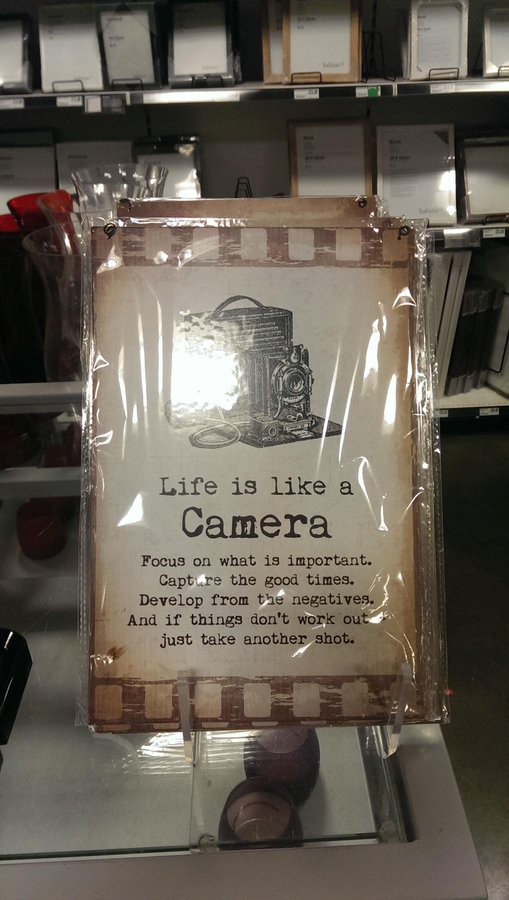 Life is like a
Camera
Focus on what is important.
Capture the good times.
Develop from the negatives.
And if things don't work out
just take another shot.